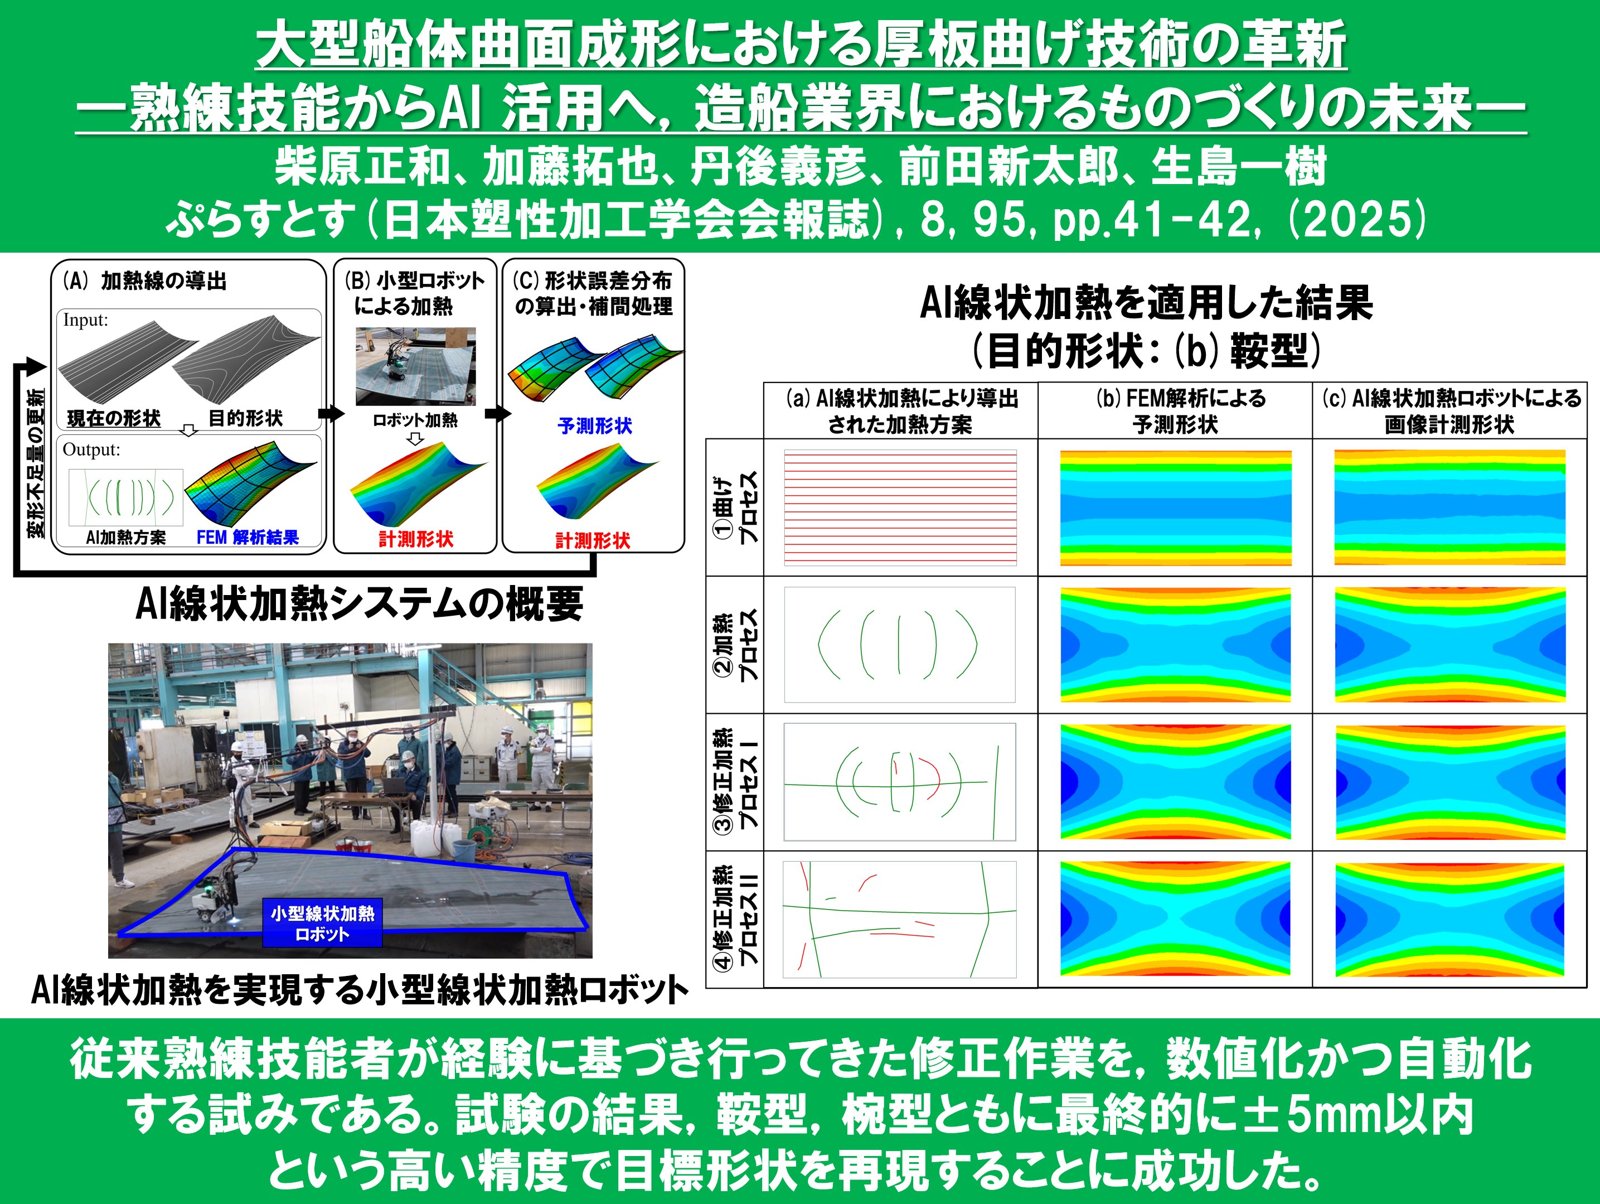 大型船体曲面成形における厚板曲げ技術の革新
―熟練技能からAI 活用へ，造船業界におけるものづくりの未来―
柴原正和、加藤拓也、丹後義彦、前田新太郎、生島一樹
ぷらすとす(日本塑性加工学会会報誌), 8, 95, pp.41-42, (2025)
(A) 加熱線の導出
Input:
現在の形状
目的形状
Output:
AI加熱方案
FEM 解析結果
変形不足量の更新
(B) 小型ロボット
による加熱
ロボット加熱
計測形状
(C) 形状誤差分布
の算出・補間処理
予測形状
計測形状
AI線状加熱システムの概要
小型線状加熱
ロボット
AI線状加熱を実現する小型線状加熱ロボット
AI線状加熱を適用した結果
(目的形状：(b) 鞍型)
(a) AI線状加熱により導出
された加熱方案
(b) FEM解析による
予測形状
(c) AI線状加熱ロボットによる
画像計測形状
①曲げ
プロセス
②加熱
プロセス
③修正加熱
プロセス I
④修正加熱
プロセス II
従来熟練技能者が経験に基づき行ってきた修正作業を，数値化かつ自動化
する試みである。試験の結果，鞍型，椀型ともに最終的に±5mm以内
という高い精度で目標形状を再現することに成功した。